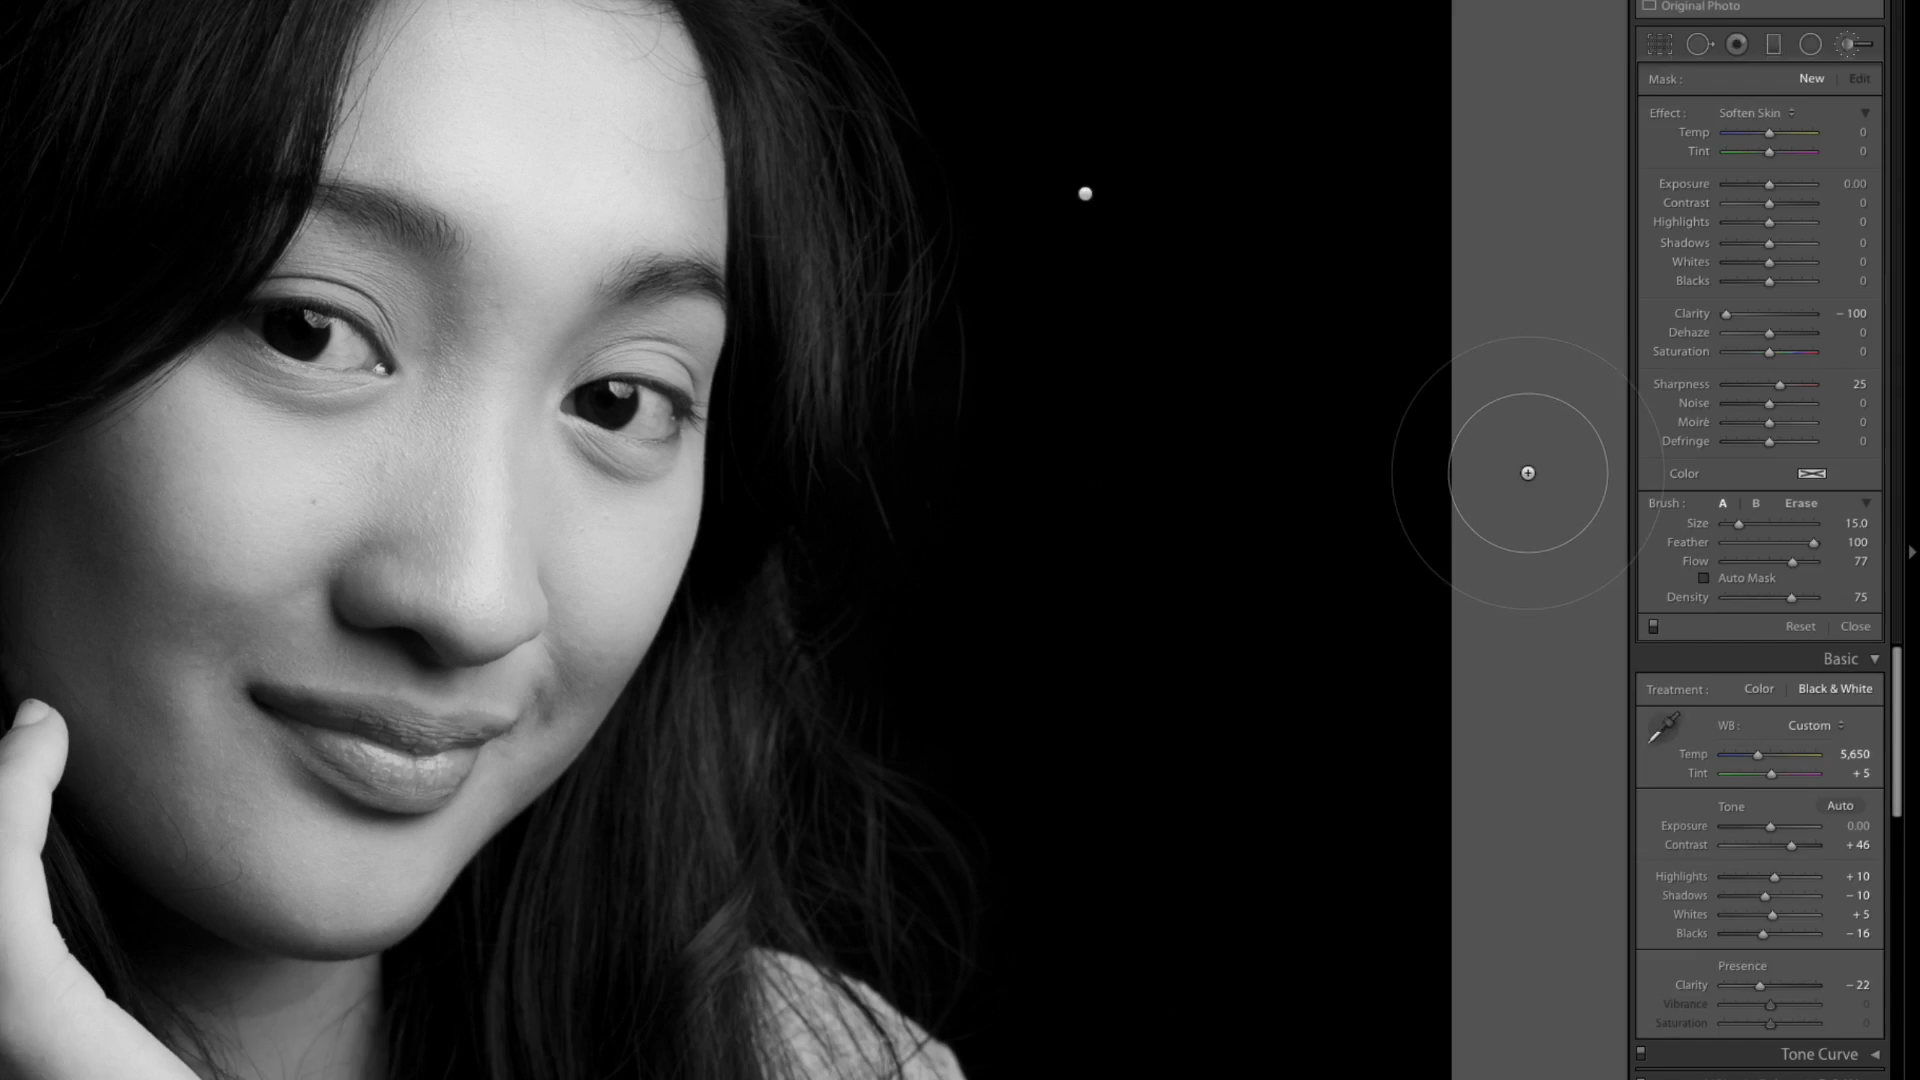 Original Photo
Mask : New | Edit
Effect : Soften Skin
Temp 0
Tint 0
Exposure 0.00
Contrast 0
Highlights 0
Shadows 0
Whites 0
Blacks 0
Clarity – 100
Dehaze 0
Saturation 0
Sharpness 25
Noise 0
Moiré 0
Defringe 0
Color
Brush : A | B Erase
Size 15.0
Feather 100
Flow 77
Auto Mask
Density 75
Reset | Close
Basic
Treatment : Color | Black & White
WB : Custom
Temp 5,650
Tint + 5
Tone Auto
Exposure 0.00
Contrast + 46
Highlights + 10
Shadows – 10
Whites + 5
Blacks – 16
Presence
Clarity – 22
Vibrance 0
Saturation 0
Tone Curve